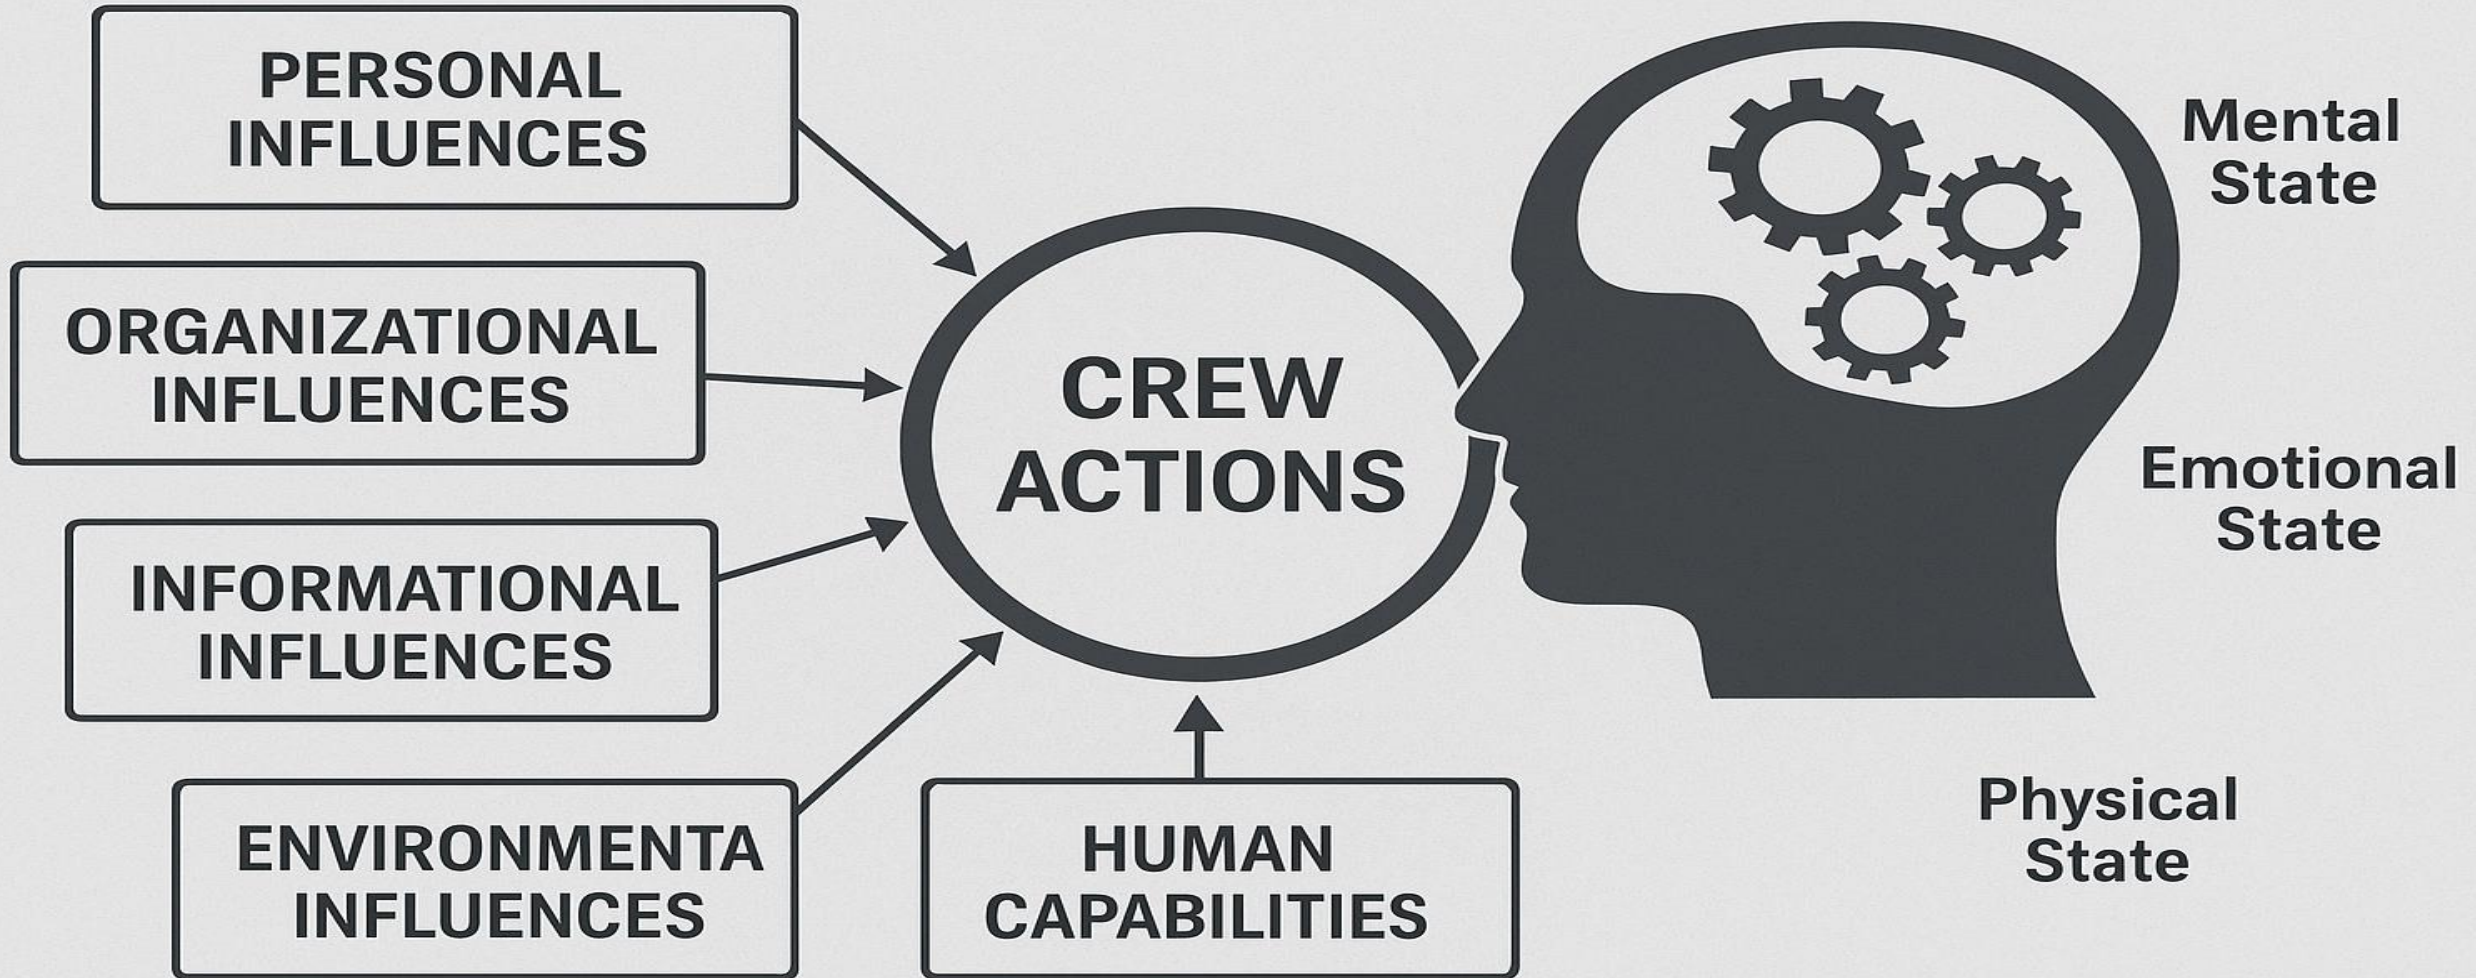 PERSONAL
INFLUENCES
ORGANIZATIONAL
INFLUENCES
INFORMATIONAL
INFLUENCES
ENVIRONMENTA
INFLUENCES
HUMAN
CAPABILITIES
CREW
ACTIONS
Mental
State
Emotional
State
Physical
State